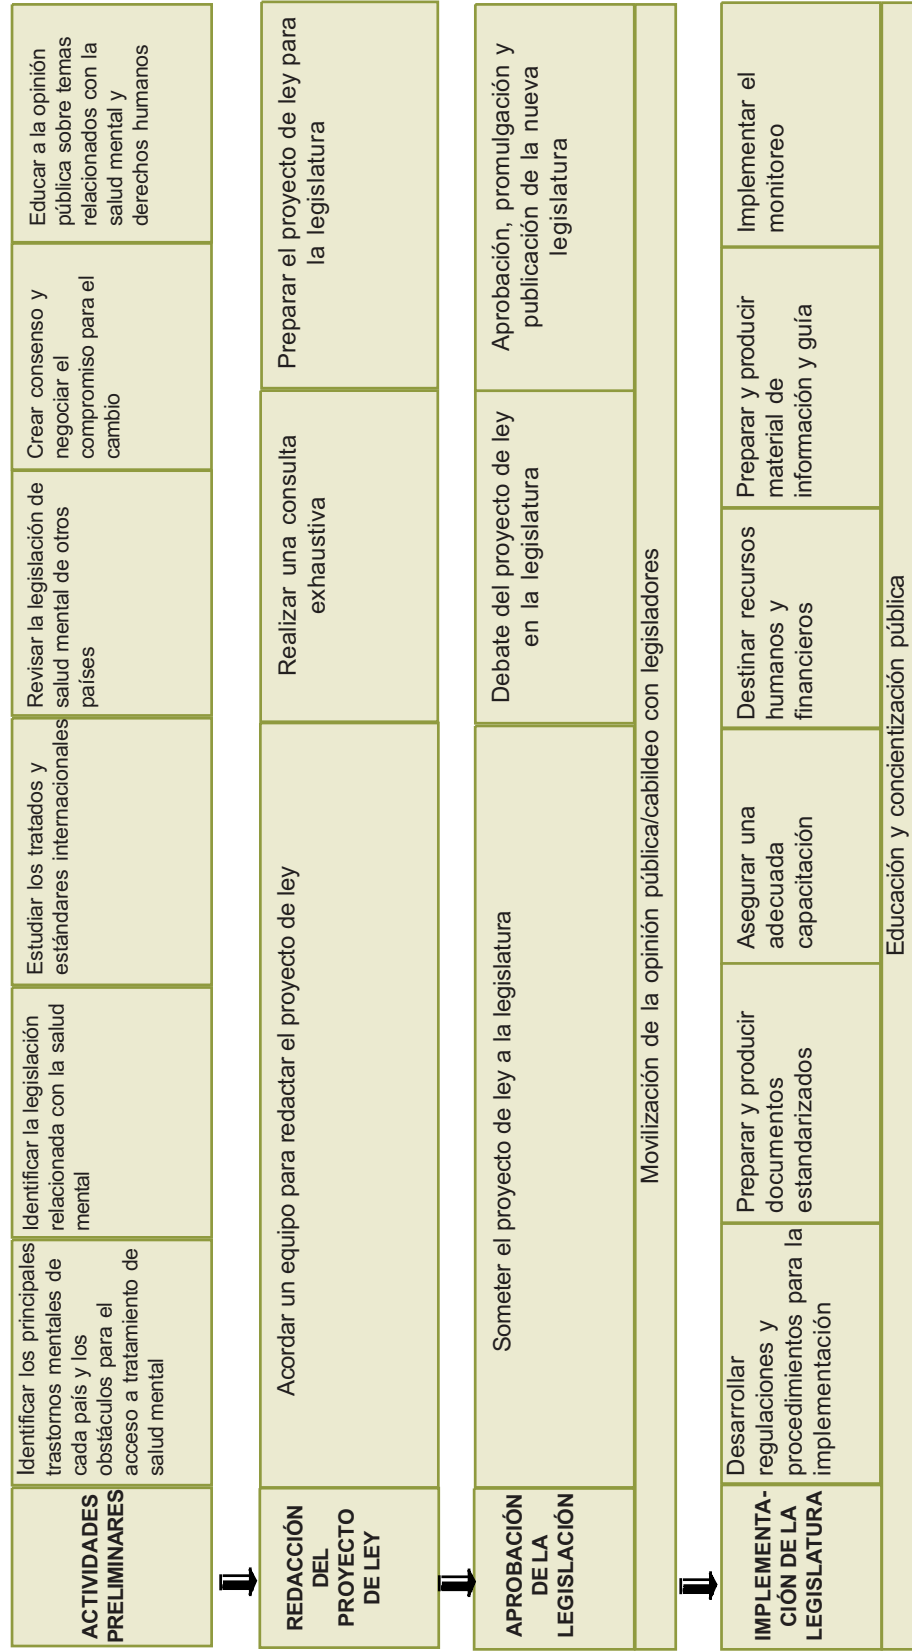 ACTIVIDADES
PRELIMINARES
Identificar los principales
trastornos mentales de
cada país y los
obstáculos para el
acceso a tratamiento de
salud mental
Identificar la legislación
relacionada con la salud
mental
Estudiar los tratados y
estándares internacionales
Revisar la legislación de
salud mental de otros
países
Crear consenso y
negociar el
compromiso para el
cambio
Educar a la opinión
pública sobre temas
relacionados con la
salud mental y
derechos humanos
REDACCIÓN
DEL
PROYECTO
DE LEY
Acordar un equipo para redactar el proyecto de ley
Realizar una consulta
exhaustiva
Preparar el proyecto de ley para
la legislatura
APROBACIÓN
DE LA
LEGISLACIÓN
Someter el proyecto de ley a la legislatura
Debate del proyecto de ley
en la legislatura
Aprobación, promulgación y
publicación de la nueva
legislatura
Movilización de la opinión pública/cabildeo con legisladores
IMPLEMENTA-
CIÓN DE LA
LEGISLATURA
Desarrollar
regulaciones y
procedimientos para la
implementación
Preparar y producir
documentos
estandarizados
Asegurar una
adecuada
capacitación
Destinar recursos
humanos y
financieros
Preparar y producir
material de
información y guía
Implementar el
monitoreo
Educación y concientización pública